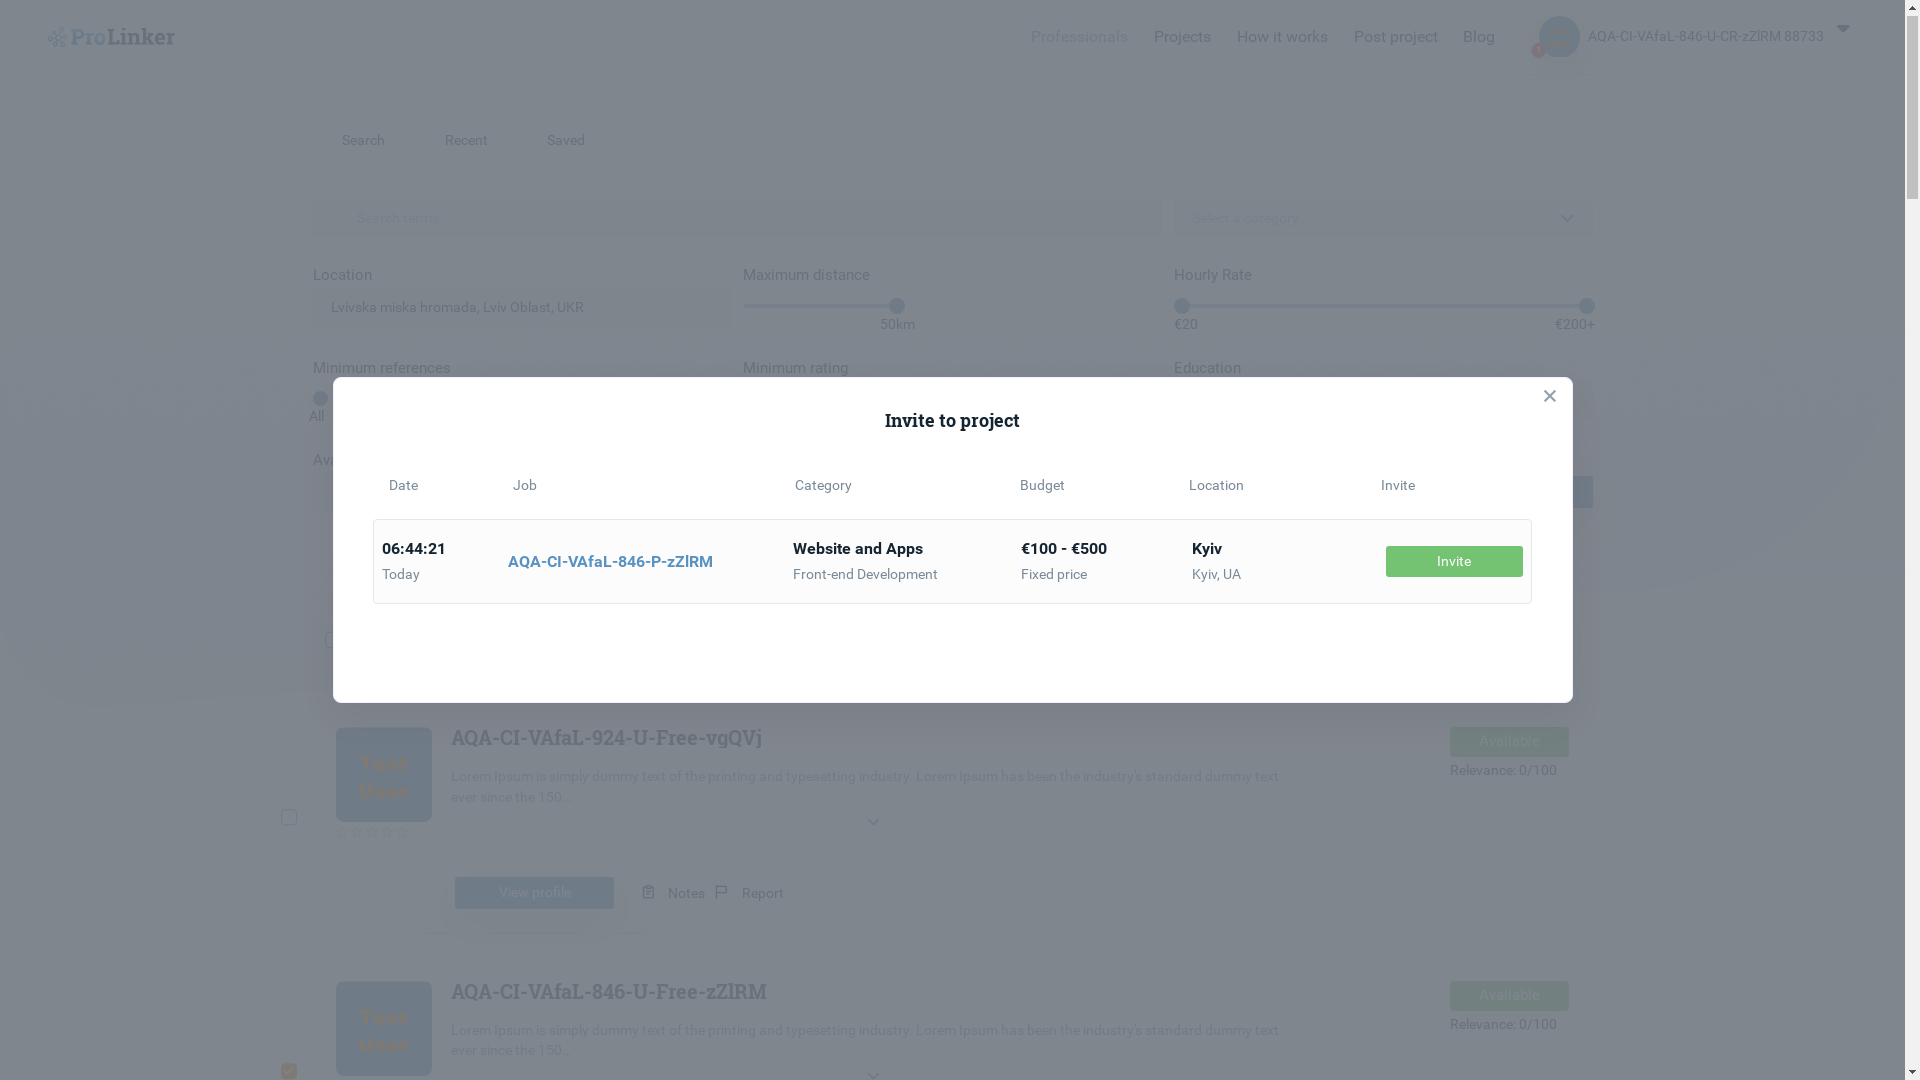 ProLinker
Professionals
Projects
How it works
Post project
Blog
1
AQA-CI-VAfaL-846-U-CR-zZlRM 88733
Search
Recent
Saved
Search terms
Select a category
Location
Maximum distance
Hourly Rate
Lvivska miska hromada, Lviv Oblast, UKR
50km
€20
€200+
Minimum references
Minimum rating
Education
All
Invite to project
Date
Job
Category
Budget
Location
Invite
06:44:21
Today
AQA-CI-VAfaL-846-P-zZlRM
Website and Apps
Front-end Development
€100 - €500
Fixed price
Kyiv
Kyiv, UA
Invite
Test
User
AQA-CI-VAfaL-924-U-Free-vgQVj
Lorem Ipsum is simply dummy text of the printing and typesetting industry. Lorem Ipsum has been the industry's standard dummy text
ever since the 150...
Available
Relevance: 0/100
View profile
Notes
Report
Test
User
AQA-CI-VAfaL-846-U-Free-zZlRM
Lorem Ipsum is simply dummy text of the printing and typesetting industry. Lorem Ipsum has been the industry's standard dummy text
ever since the 150...
Available
Relevance: 0/100